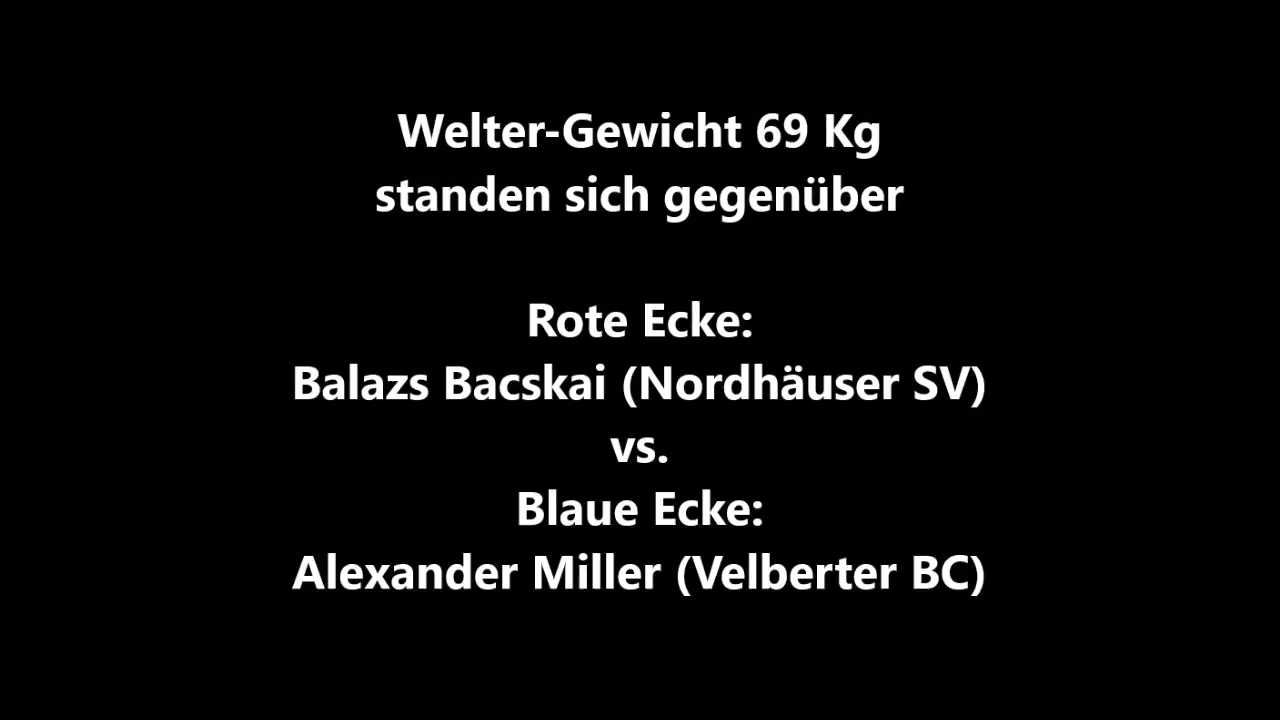 Welter-Gewicht 69 Kg
standen sich gegenüber
Rote Ecke:
Balazs Bacskai (Nordhäuser SV)
vs.
Blaue Ecke:
Alexander Miller (Velberter BC)